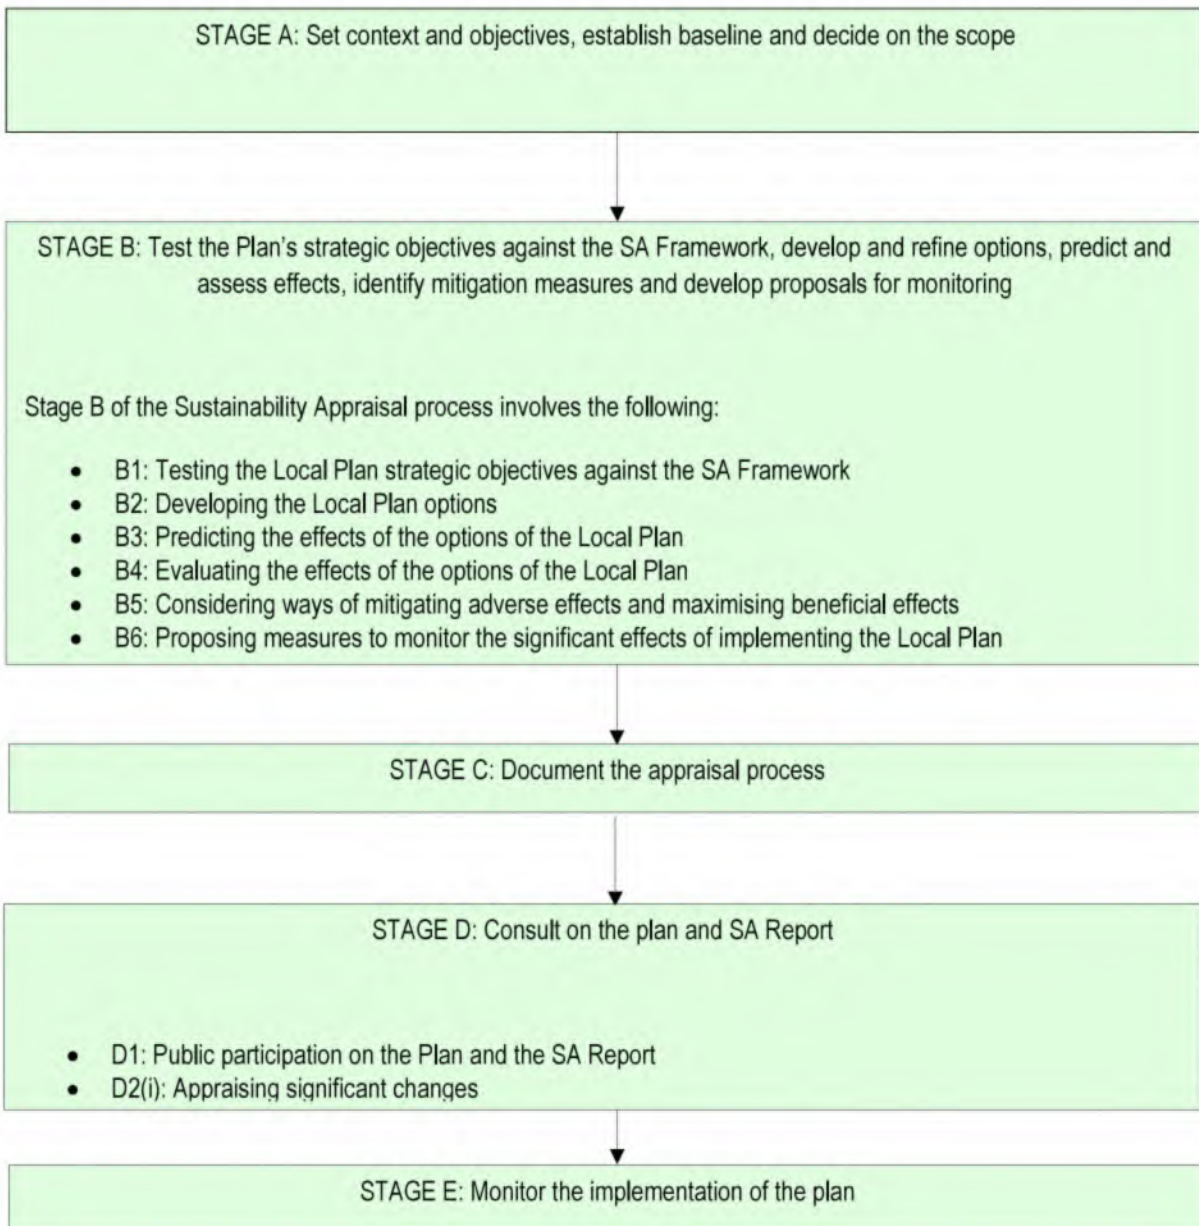 STAGE A: Set context and objectives, establish baseline and decide on the scope
STAGE B: Test the Plan's strategic objectives against the SA Framework, develop and refine options, predict and
assess effects, identify mitigation measures and develop proposals for monitoring
Stage B of the Sustainability Appraisal process involves the following:
• B1: Testing the Local Plan strategic objectives against the SA Framework
• B2: Developing the Local Plan options
• B3: Predicting the effects of the options of the Local Plan
• B4: Evaluating the effects of the options of the Local Plan
• B5: Considering ways of mitigating adverse effects and maximising beneficial effects
• B6: Proposing measures to monitor the significant effects of implementing the Local Plan
STAGE C: Document the appraisal process
STAGE D: Consult on the plan and SA Report
• D1: Public participation on the Plan and the SA Report
• D2(i): Appraising significant changes
STAGE E: Monitor the implementation of the plan